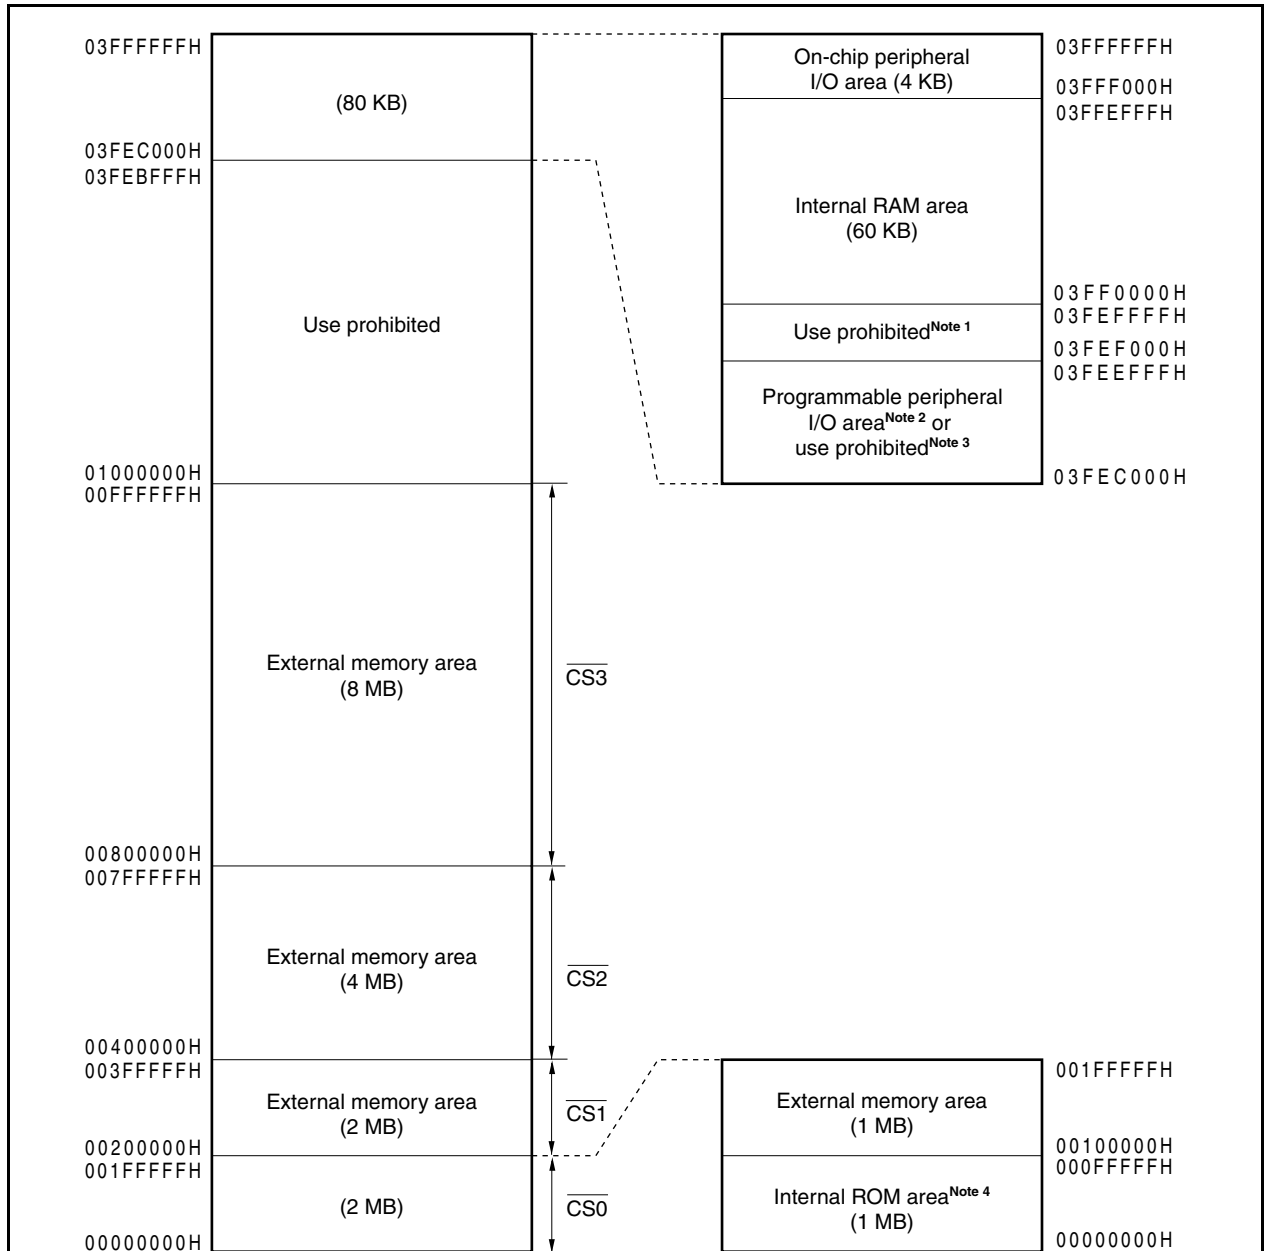 03FFFFFFH
(80 KB)
03FEC000H
03FEBFFFH
Use prohibited
01000000H
00FFFFFFH
External memory area
(8 MB)
CS3
00800000H
007FFFFFH
External memory area
(4 MB)
CS2
00400000H
003FFFFFH
External memory area
(2 MB)
CS1
00200000H
001FFFFFH
(2 MB)
CS0
00000000H
On-chip peripheral
I/O area (4 KB)
03FFFFFFH
03FFF000H
03FFEFFFH
Internal RAM area
(60 KB)
03FF0000H
03FEFFFFH
Use prohibitedNote 1
03FEF000H
03FEEFFFH
Programmable peripheral
I/O areaNote 2 or
use prohibitedNote 3
03FEC000H
001FFFFFH
External memory area
(1 MB)
00100000H
000FFFFFH
Internal ROM areaNote 4
(1 MB)
00000000H